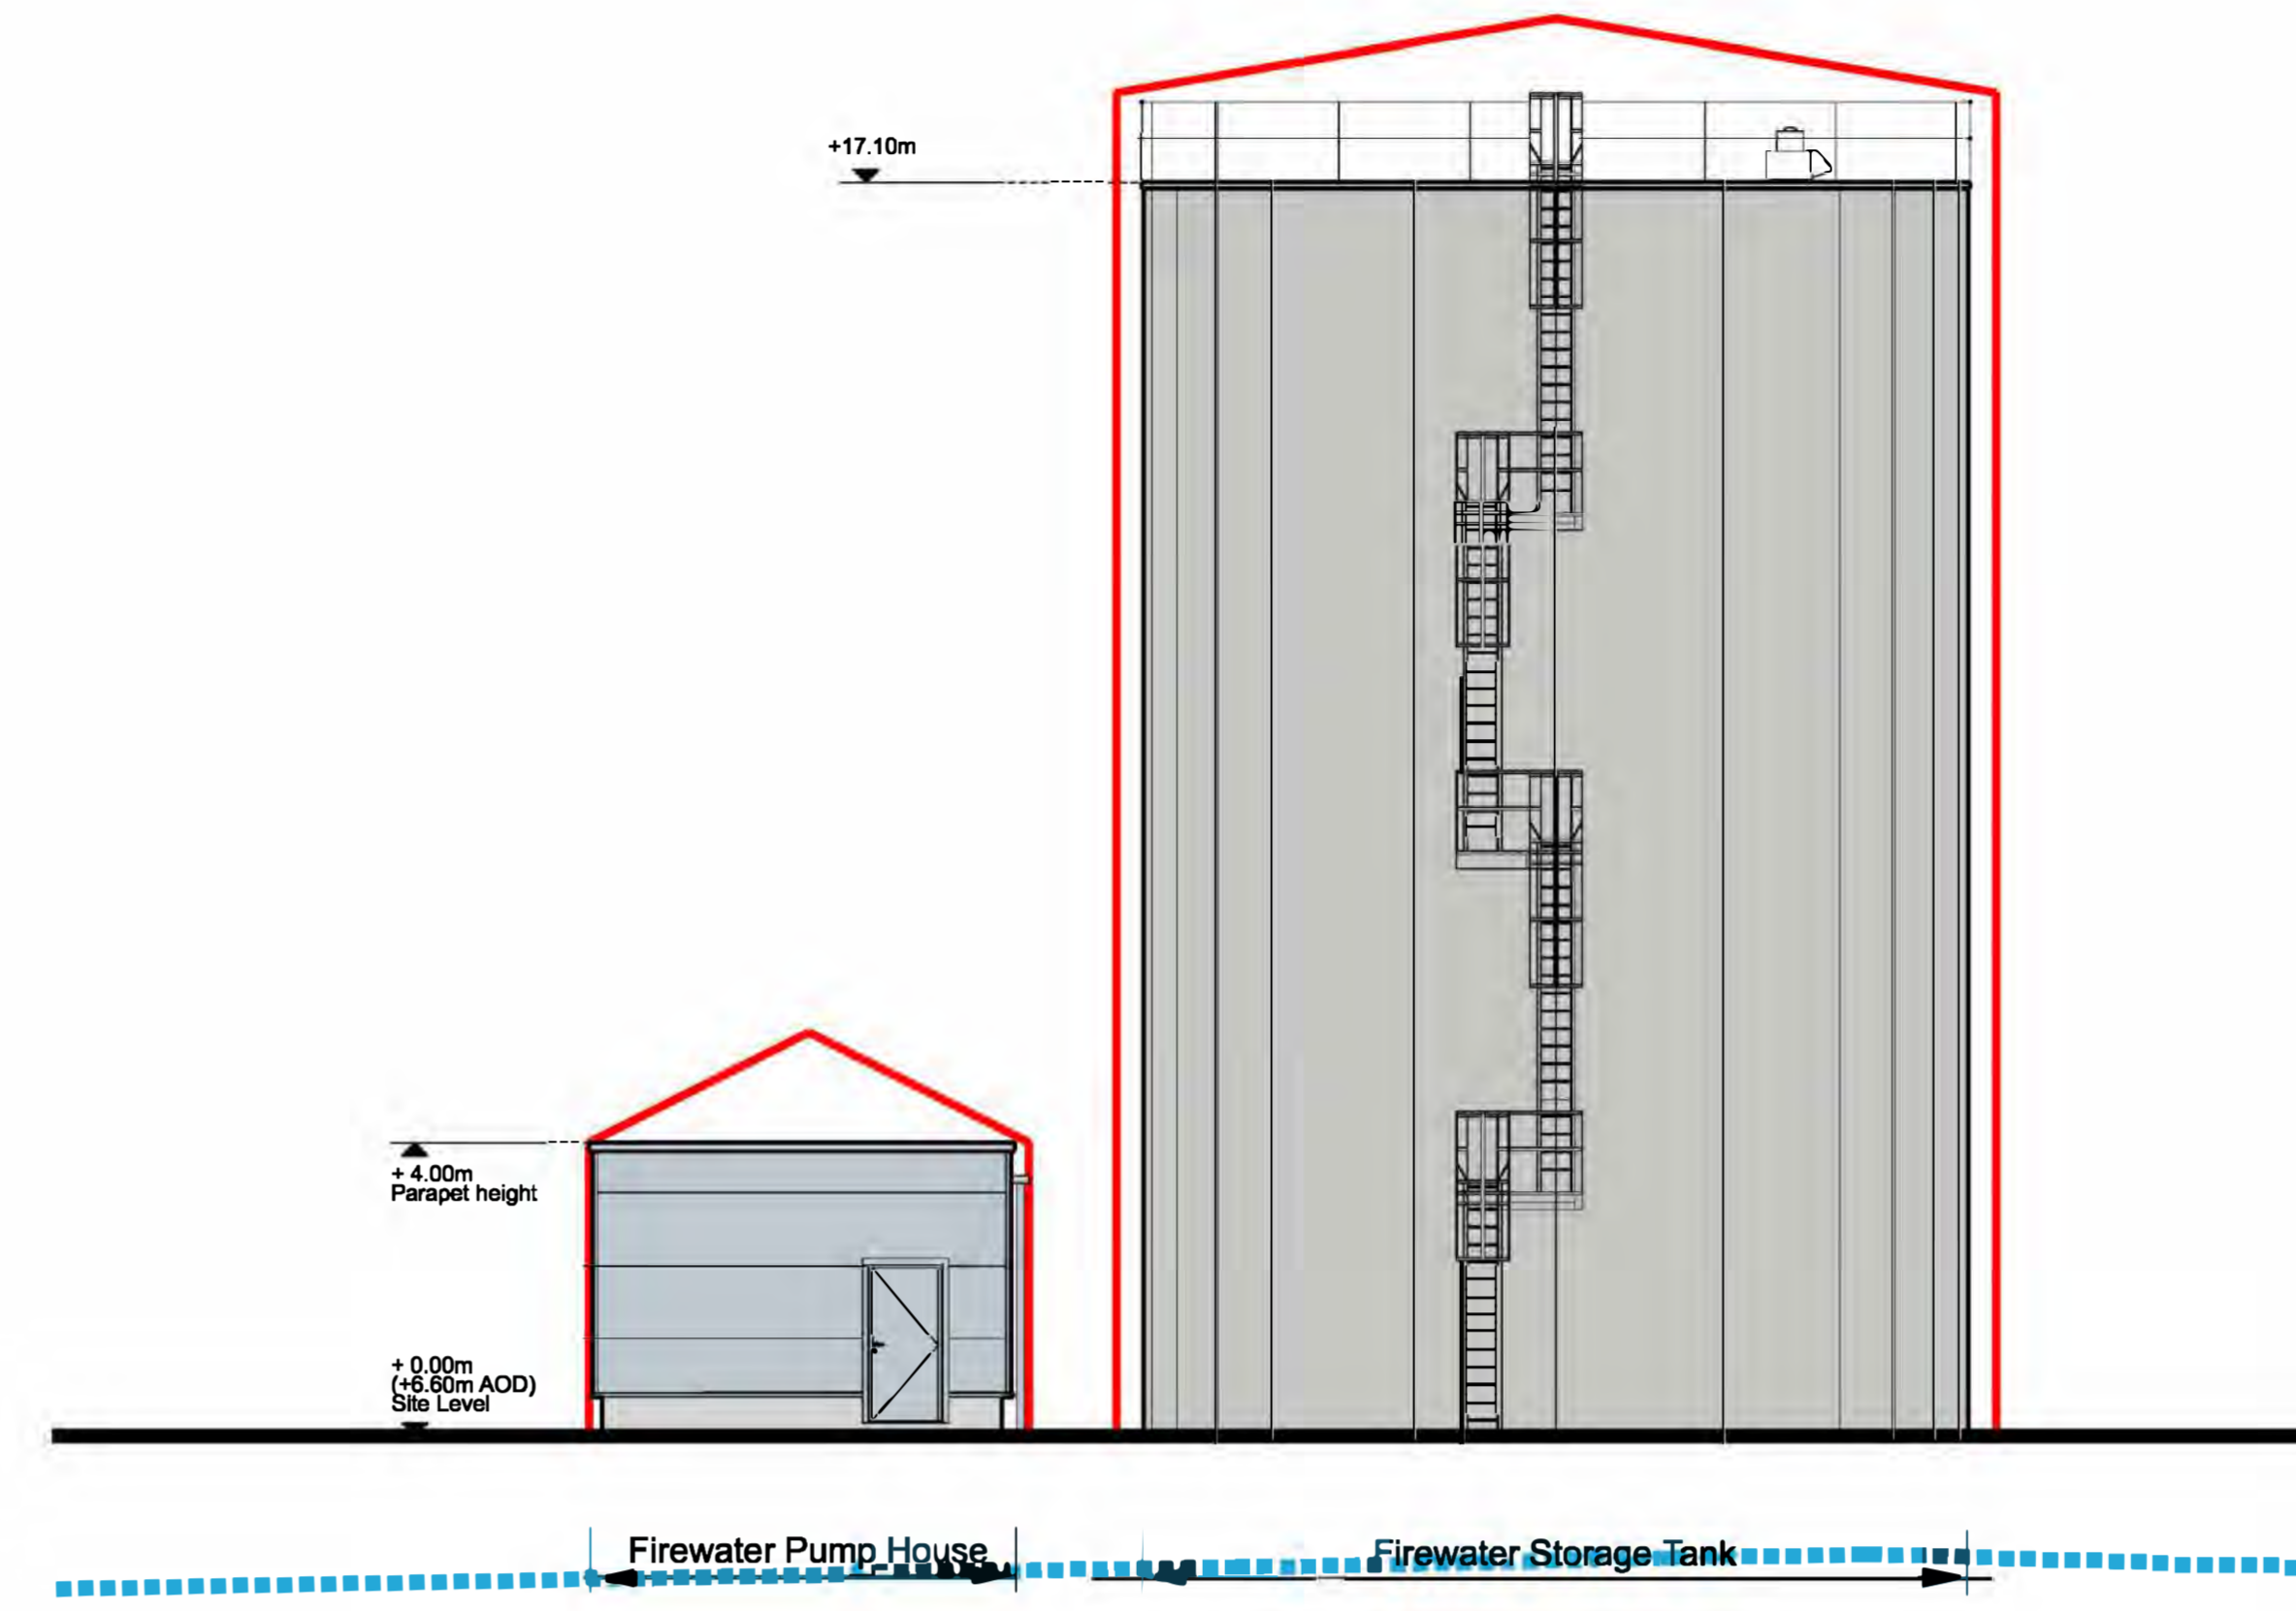 +17.10m
+ 4.00m
Parapet height
+ 0.00m
(+6.60m AOD)
Site Level
Firewater Pump House
Firewater Storage Tank